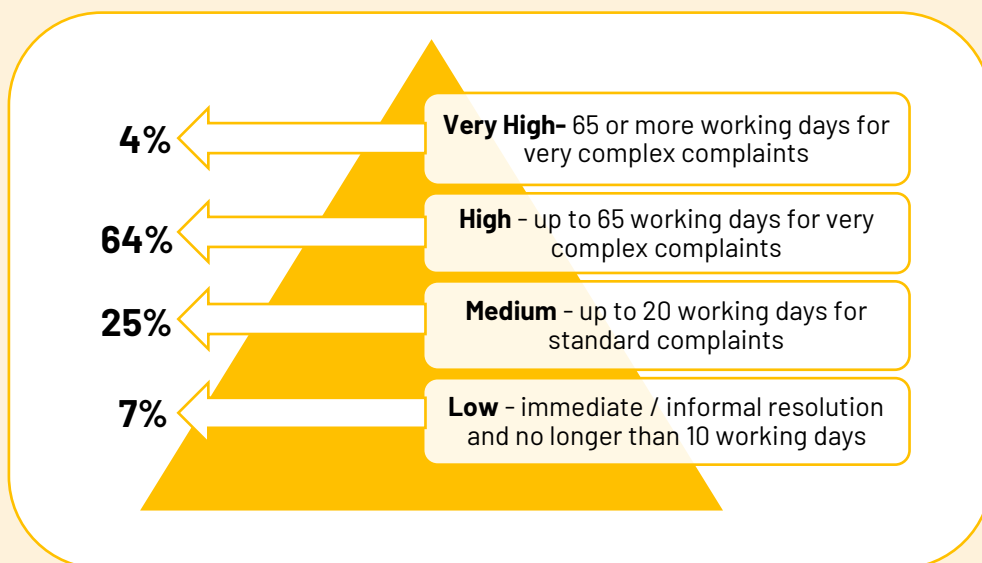 4%
Very High- 65 or more working days for
very complex complaints
64%
High - up to 65 working days for very
complex complaints
25%
Medium - up to 20 working days for
standard complaints
7%
Low - immediate / informal resolution
and no longer than 10 working days